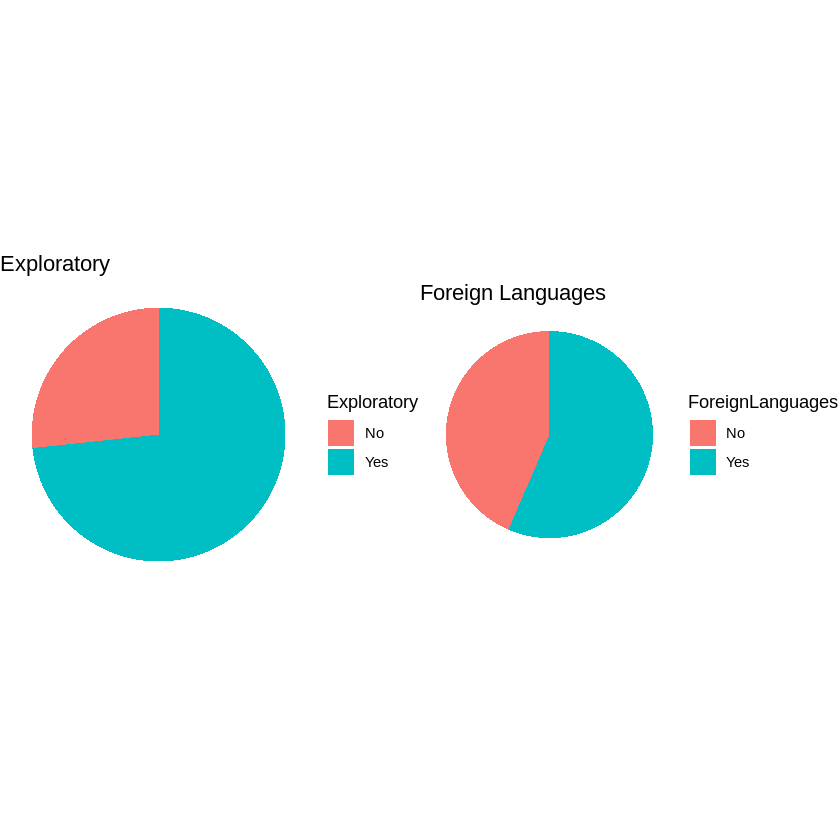 Exploratory
Exploratory
No
Yes
Foreign Languages
ForeignLanguages
No
Yes